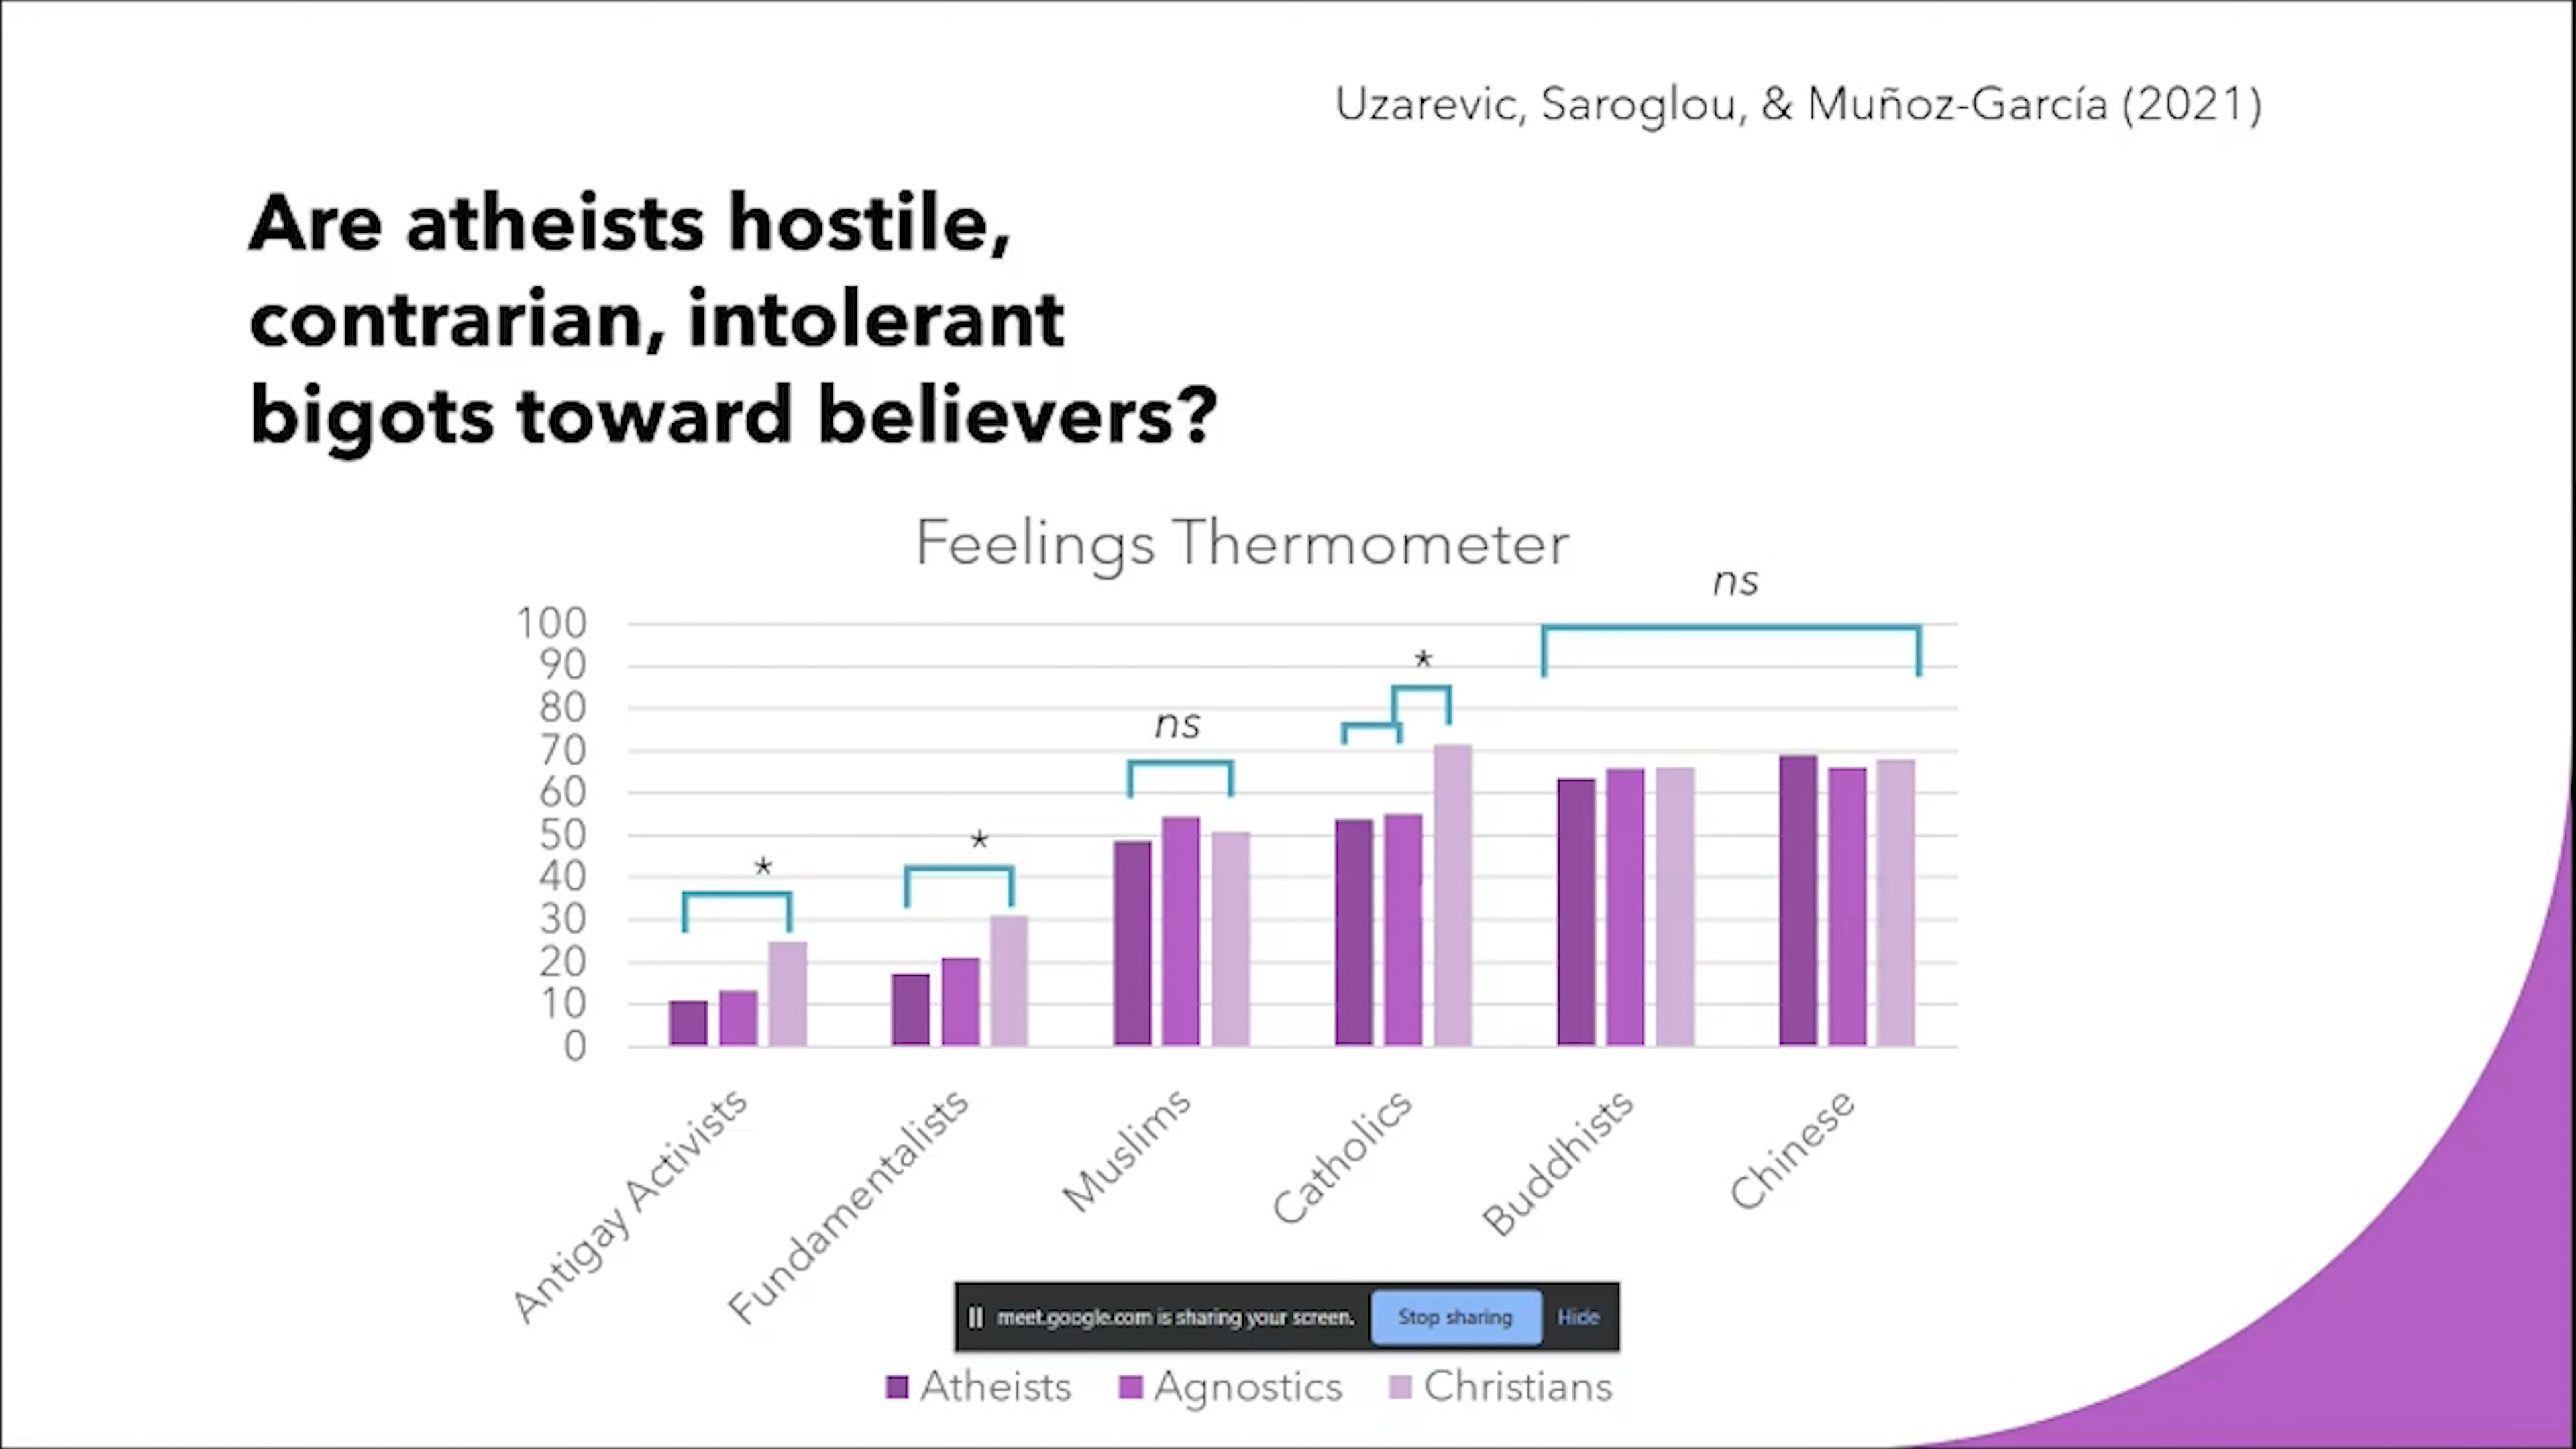 Uzarevic, Saroglou, & Muñoz-García (2021)
Are atheists hostile,
contrarian, intolerant
bigots toward believers?
Feelings Thermometer
ns
100
90
80
70
60
50
40
30
20
10
0
*
*
ns
*
Antigay Activists
Fundamentalists
Muslims
Catholics
Buddhists
Chinese
meet.google.com is sharing your screen.
Stop sharing
Hide
Atheists
Agnostics
Christians